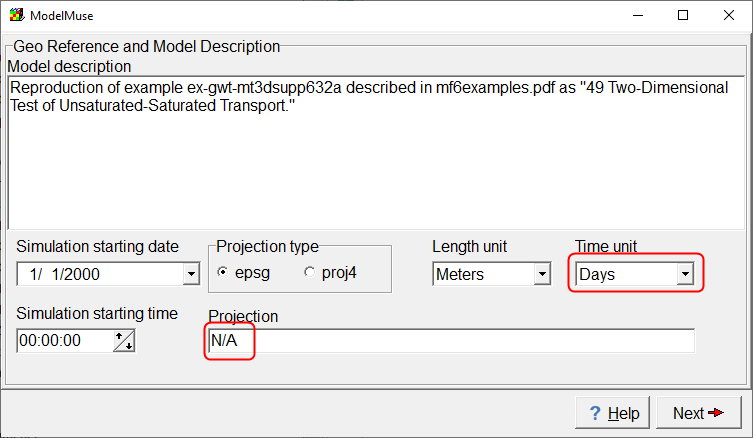 ModelMuse
Geo Reference and Model Description
Model description
Reproduction of example ex-gwt-mt3dsupp632a described in mf6examples.pdf as "49 Two-Dimensional
Test of Unsaturated-Saturated Transport."
Simulation starting date
Projection type
Length unit
Time unit
1/ 1/2000
epsg
proj4
Meters
Days
Simulation starting time
Projection
00:00:00
N/A
? Help
Next